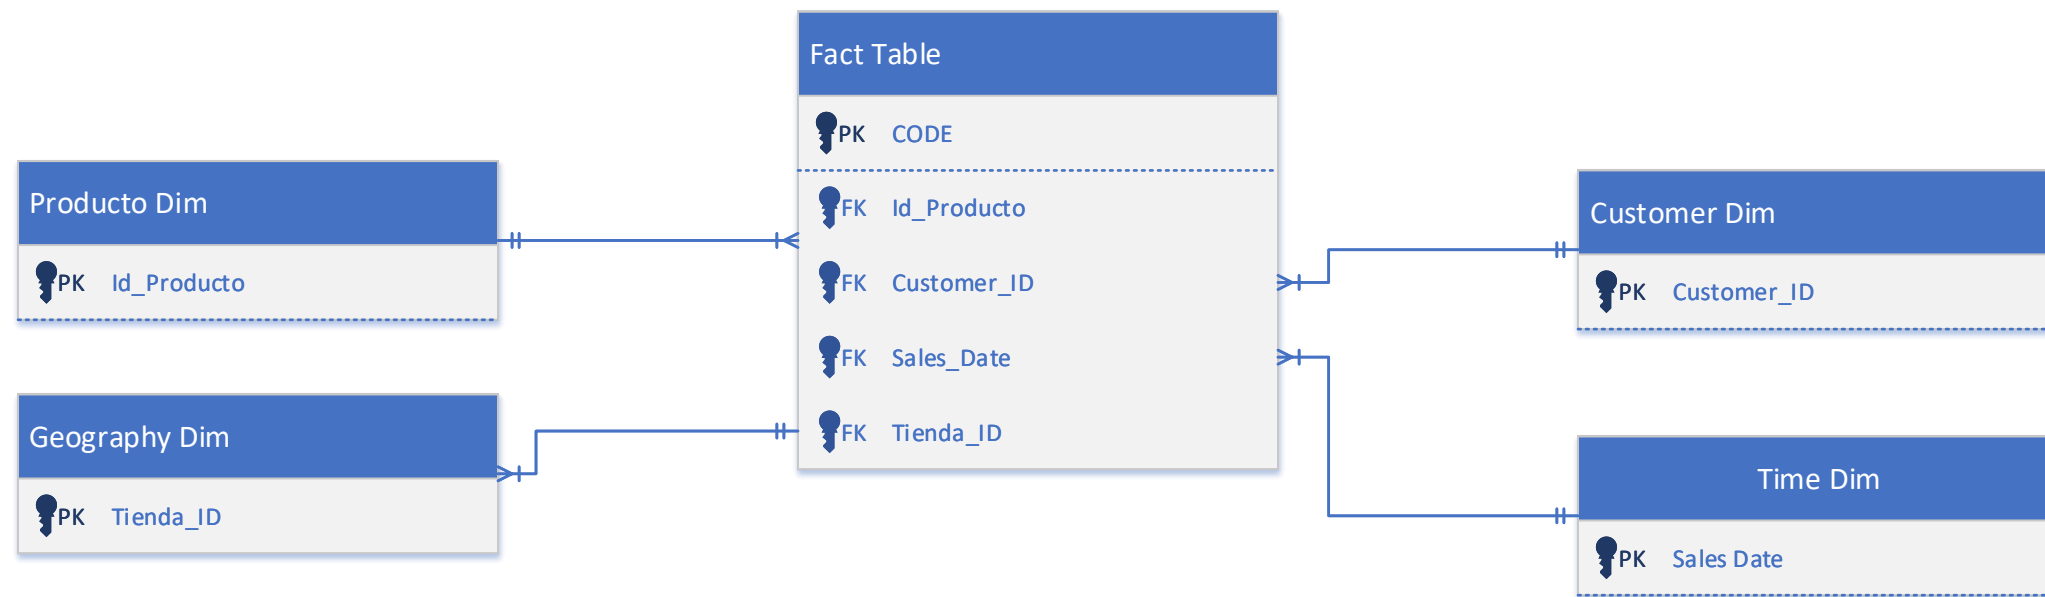 Fact Table
PK CODE
FK Id_Producto
FK Customer_ID
FK Sales_Date
FK Tienda_ID
Producto Dim
PK Id_Producto
Geography Dim
PK Tienda_ID
Customer Dim
PK Customer_ID
Time Dim
PK Sales Date